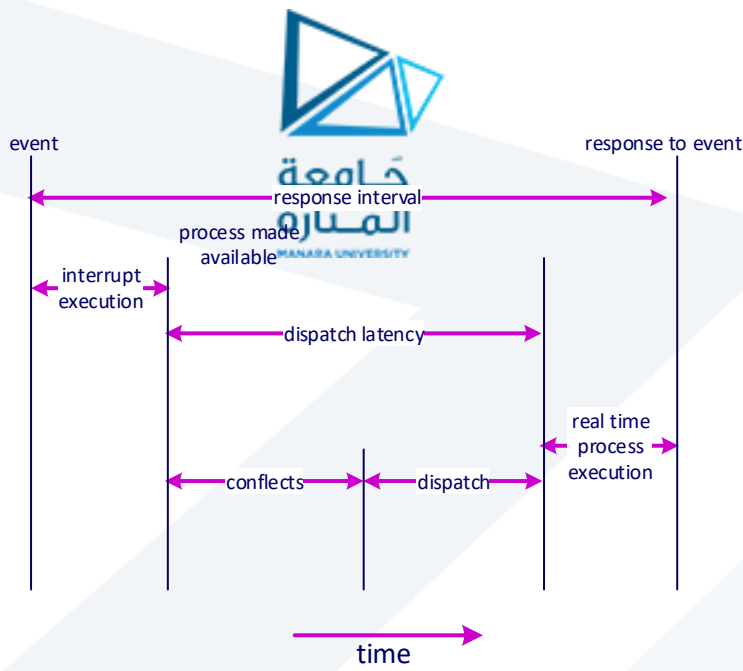 جَامعة
المـنارة
MANARA UNIVERSITY
event
response to event
response interval
process made
available
interrupt
execution
dispatch latency
real time
process
execution
conflects
dispatch
time